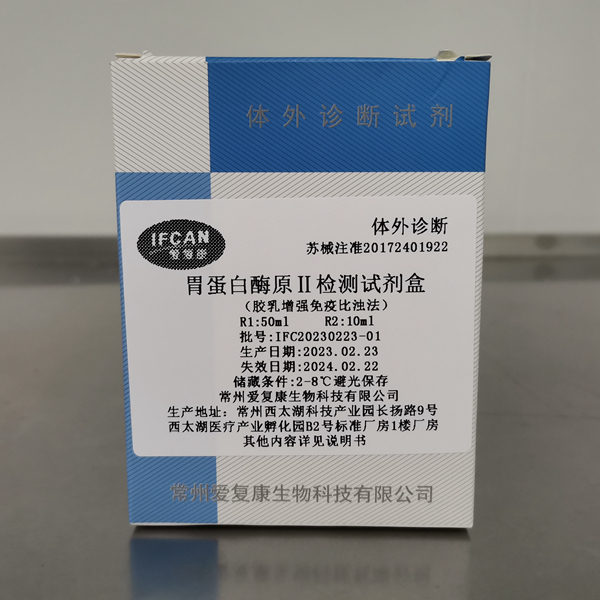 体外诊断试剂
IFCAN
爱复康
体外诊断
苏械注准20172401922
胃蛋白酶原Ⅱ检测试剂盒
（胶乳增强免疫比浊法）
R1:50ml R2:10ml
批号:IFC20230223-01
生产日期:2023.02.23
失效日期:2024.02.22
储藏条件:2-8℃避光保存
常州爱复康生物科技有限公司
生产地址：常州西太湖科技产业园长扬路9号
西太湖医疗产业孵化园B2号标准厂房1楼厂房
其他内容详见说明书
常州爱复康生物科技有限公司